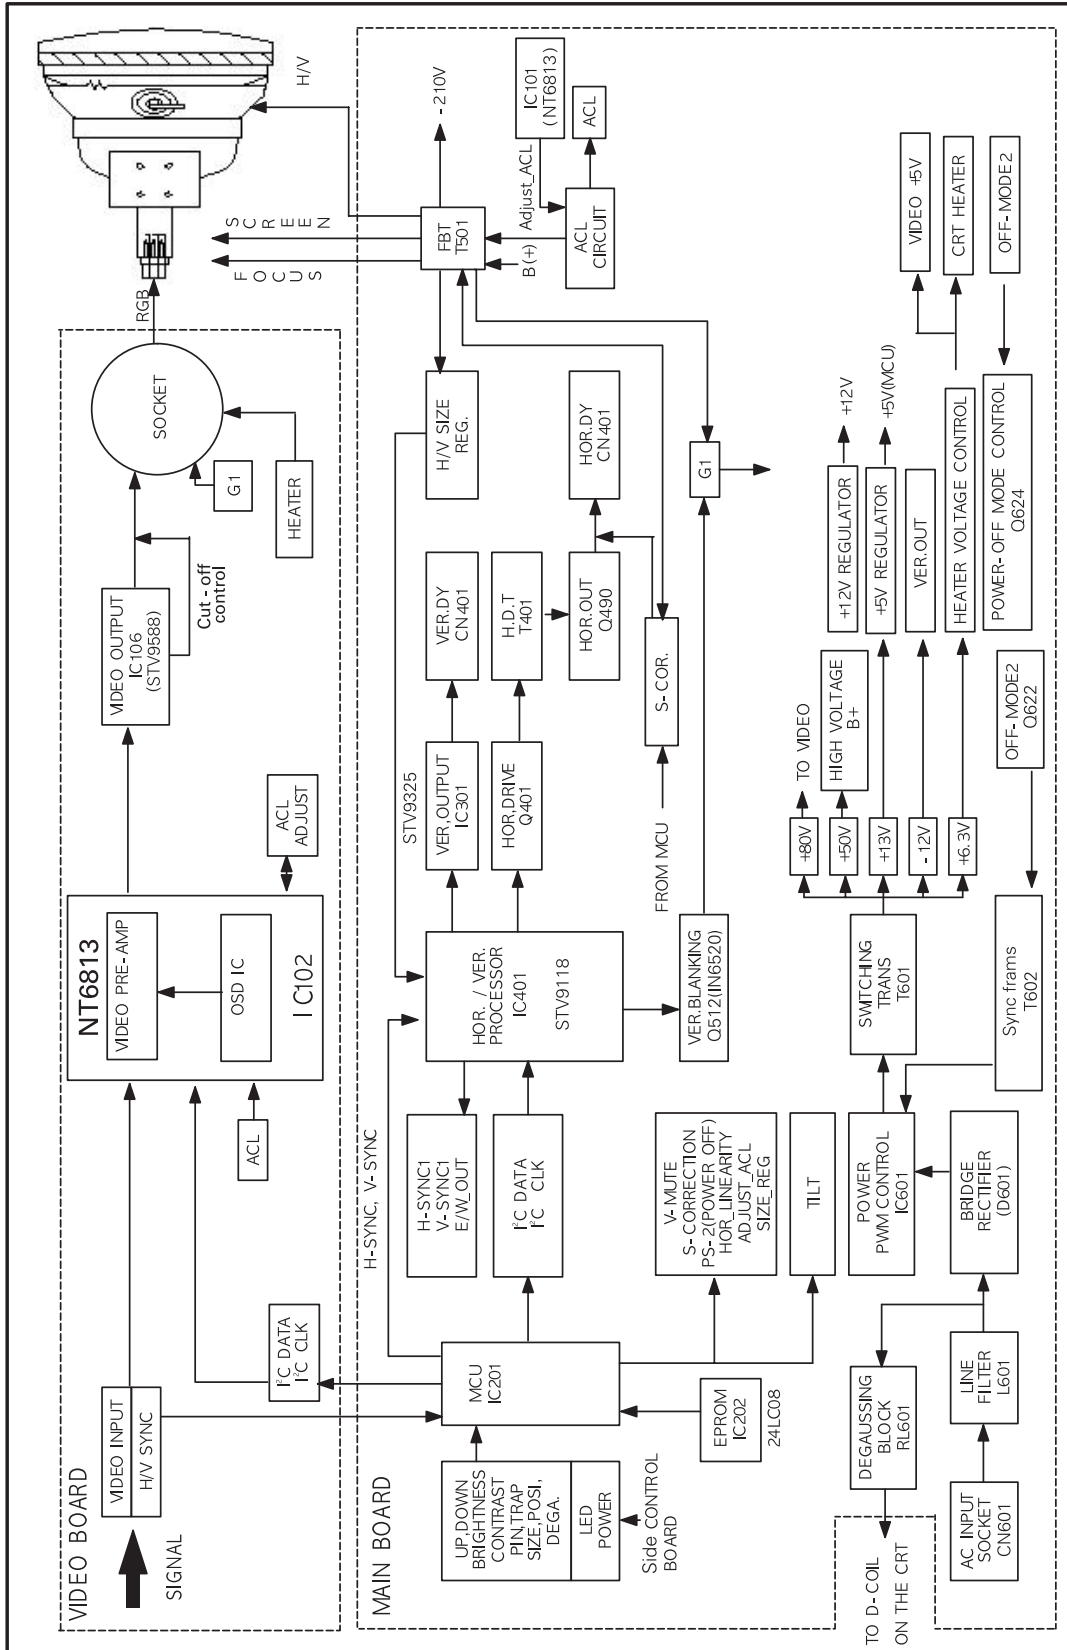 VIDEO BOARD
SIGNAL
VIDEO INPUT
H/V SYNC
I²C DATA
I²C CLK
ACL
NT6813
VIDEO PRE-AMP
OSD IC
IC102
ACL
ADJUST
VIDEO OUTPUT
IC106
(STV9588)
Cut-off
control
SOCKET
G1
HEATER
RGB
FOCUS
SCREEN
H/V
MAIN BOARD
UP,DOWN
BRIGHTNESS
CONTRAST
PIN,TRAP
SIZE,POSI,
DEGA.
LED
POWER
Side CONTROL
BOARD
MCU
IC201
EPROM
IC202
24LC08
H-SYNC, V-SYNC
H-SYNC1
V-SYNC1
E/W_OUT
I²C DATA
I²C CLK
V-MUTE
S-CORRECTION
PS-2(POWER OFF)
HOR_LINEARITY
ADJUST_ACL
SIZE_REG
TILT
HOR. / VER.
PROCESSOR
IC401
STV9118
VER.BLANKING
Q512(IN6520)
STV9325
VER,OUTPUT
IC301
HOR,DRIVE
Q401
VER.DY
CN401
H.D.T
T401
FROM MCU
S-COR.
HOR.OUT
Q490
HOR.DY
CN401
H/V SIZE
REG.
G1
FBT
T501
-210V
B(+)
Adjust_ACL
IC101
(NT6813)
ACL
CIRCUIT
ACL
AC INPUT
SOCKET
CN601
LINE
FILTER
L601
DEGAUSSING
BLOCK
RL601
TO D-COIL
ON THE CRT
BRIDGE
RECTIFIER
(D601)
POWER
PWM CONTROL
IC601
SWITCHING
TRANS
T601
Sync frams
T602
+80V
+50V
+13V
-12V
+6.3V
TO VIDEO
HIGH VOLTAGE
B+
+12V REGULATOR
+12V
+5V REGULATOR
+5V(MCU)
VER.OUT
HEATER VOLTAGE CONTROL
VIDEO +5V
CRT HEATER
OFF-MODE2
Q622
POWER-OFF MODE CONTROL
Q624
OFF-MODE2